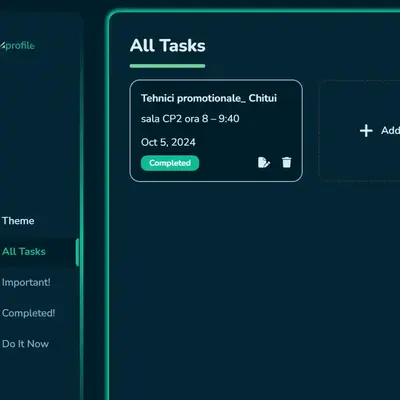 profile
Theme
All Tasks
Important!
Completed!
Do It Now
All Tasks
Tehnici promotionale_ Chitui
sala CP2 ora 8 – 9:40
Oct 5, 2024
Completed
Add